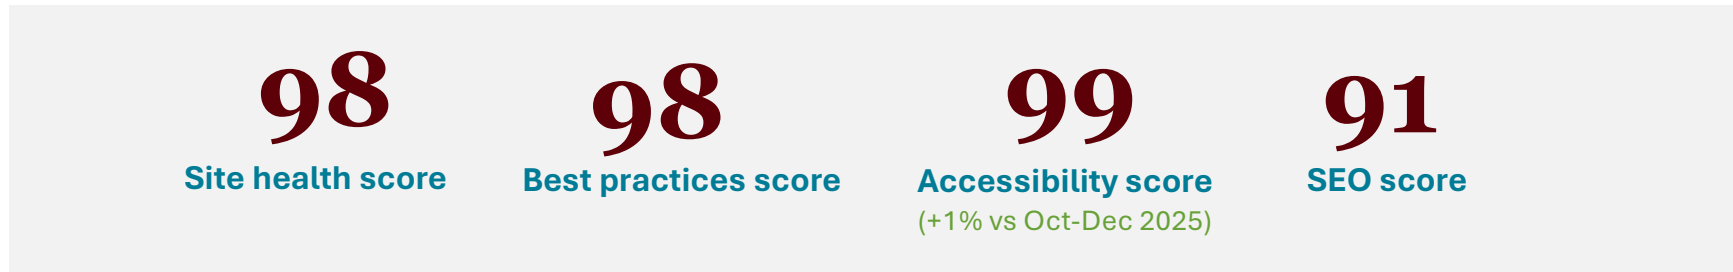 98 98 99 91
Site health score Best practices score Accessibility score SEO score
(+1% vs Oct-Dec 2025)